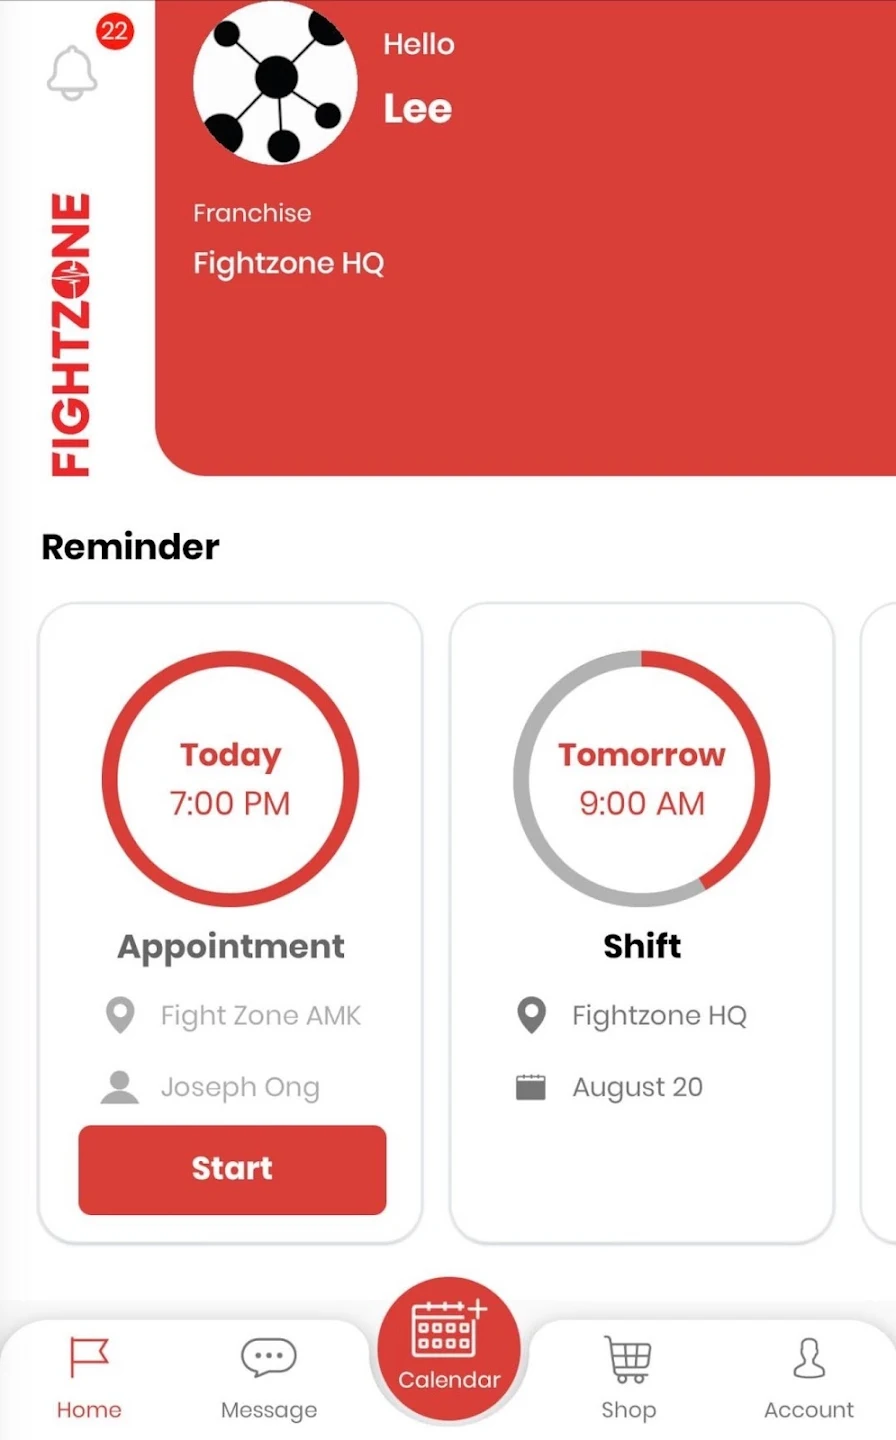 22
Hello
Lee
FIGHTZONE
Franchise
Fightzone HQ
Reminder
Today
7:00 PM
Appointment
Fight Zone AMK
Joseph Ong
Start
Tomorrow
9:00 AM
Shift
Fightzone HQ
August 20
Home
Message
Calendar
Shop
Account